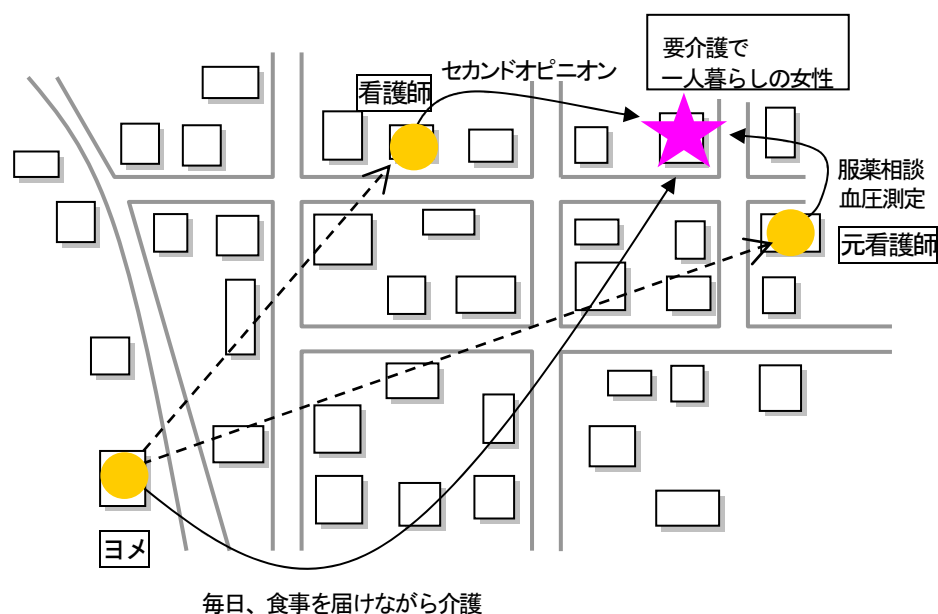 要介護で
一人暮らしの女性
セカンドオピニオン
看護師
服薬相談
血圧測定
元看護師
ヨメ
毎日、食事を届けながら介護